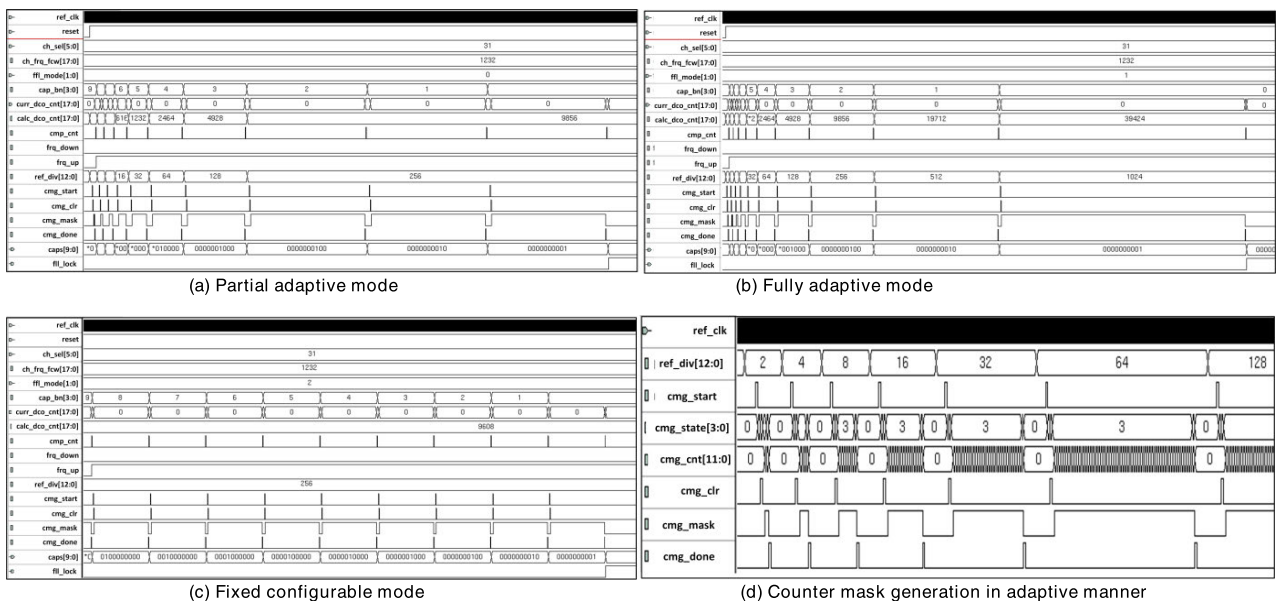 ref_clk
reset
ch_sel[5:0] 31
ch_frq_fcw[17:0] 1232
ffl_mode[1:0] 0
cap_bn[3:0] 9 6 5 4 3 2 1
curr_dco_cnt[17:0] 0 0 0 0 0 0 0
calc_dco_cnt[17:0] 616 1232 2464 4928 9856
cmp_cnt
frq_down
frq_up
ref_div[12:0] 16 32 64 128 256
cmg_start
cmg_clr
cmg_mask
cmg_done
caps[9:0] *0 *00 *000 *010000 0000001000 0000000100 0000000010 0000000001
fll_lock
(a) Partial adaptive mode
ref_clk
reset
ch_sel[5:0] 31
ch_frq_fcw[17:0] 1232
ffl_mode[1:0] 1
cap_bn[3:0] 5 4 3 2 1 0
curr_dco_cnt[17:0] 0 0 0 0 0 0
calc_dco_cnt[17:0] *2 2464 4928 9856 19712 39424
cmp_cnt
frq_down
frq_up
ref_div[12:0] 32 64 128 256 512 1024
cmg_start
cmg_clr
cmg_mask
cmg_done
caps[9:0] *0 *000 *001000 0000000100 0000000010 0000000001 00000
fll_lock
(b) Fully adaptive mode
ref_clk
reset
ch_sel[5:0] 31
ch_frq_fcw[17:0] 1232
ffl_mode[1:0] 2
cap_bn[3:0] 9 8 7 6 5 4 3 2 1
curr_dco_cnt[17:0] 0 0 0 0 0 0 0 0 0
calc_dco_cnt[17:0] 9608
cmp_cnt
frq_down
frq_up
ref_div[12:0] 256
cmg_start
cmg_clr
cmg_mask
cmg_done
caps[9:0] 0100000000 0010000000 0001000000 0000100000 0000010000 0000001000 0000000100 0000000010 0000000001
fll_lock
(c) Fixed configurable mode
ref_clk
ref_div[12:0] 2 4 8 16 32 64 128
cmg_start
cmg_state[3:0] 0 0 0 3 0 3 0 3 0 3 0
cmg_cnt[11:0] 0 0 0 0 0 0 0
cmg_clr
cmg_mask
cmg_done
(d) Counter mask generation in adaptive manner